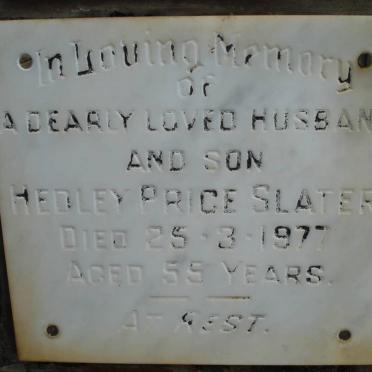 In Loving Memory
OF
A DEARLY LOVED HUSBAN
AND SON
HEDLEY PRICE SLATER
DIED 25-3-1977
AGED 55 YEARS.
AT REST.